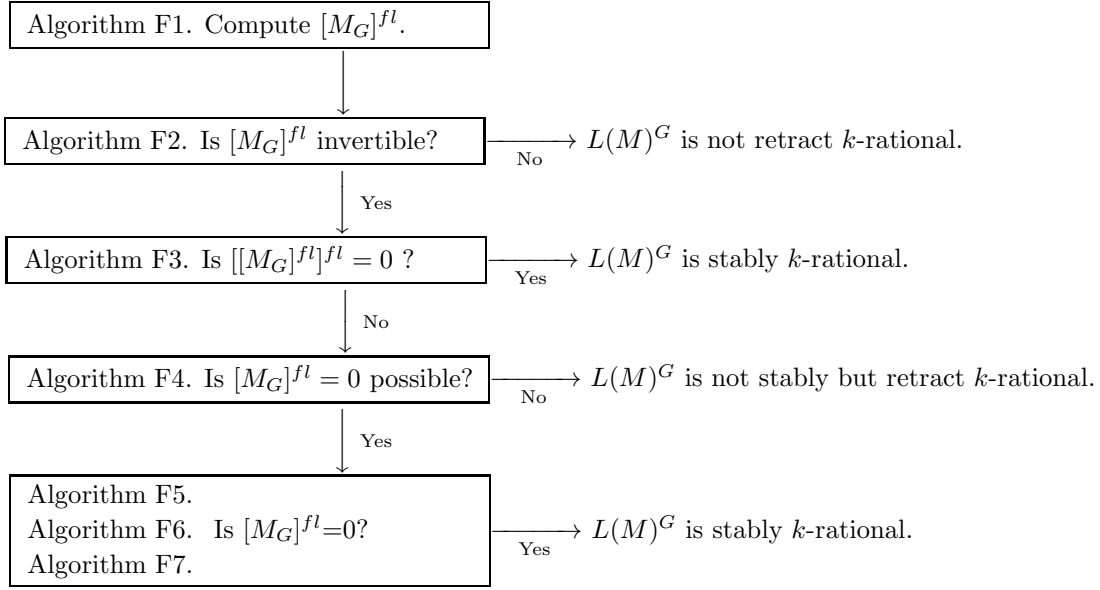 Algorithm F1. Compute $[M_G]^{fl}$.
Algorithm F2. Is $[M_G]^{fl}$ invertible?
No
$L(M)^G$ is not retract $k$-rational.
Yes
Algorithm F3. Is $[[M_G]^{fl}]^{fl} = 0$ ?
Yes
$L(M)^G$ is stably $k$-rational.
No
Algorithm F4. Is $[M_G]^{fl} = 0$ possible?
No
$L(M)^G$ is not stably but retract $k$-rational.
Yes
Algorithm F5.
Algorithm F6. Is $[M_G]^{fl}$=0?
Algorithm F7.
Yes
$L(M)^G$ is stably $k$-rational.